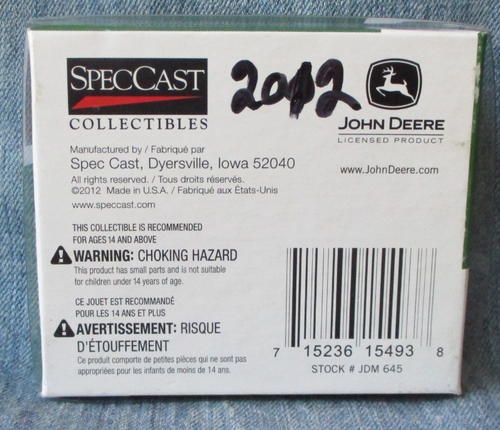 SPECCAST
COLLECTIBLES
2012
JOHN DEERE
LICENSED PRODUCT
Manufactured by / Fabriqué par
Spec Cast, Dyersville, Iowa 52040
All rights reserved. / Tous droits réservés.
©2012 Made in U.S.A. / Fabriqué aux États-Unis
www.speccast.com
www.JohnDeere.com
THIS COLLECTIBLE IS RECOMMENDED
FOR AGES 14 AND ABOVE
WARNING: CHOKING HAZARD
This product has small parts and is not suitable
for children under 14 years of age.
CE JOUET EST RECOMMANDÉ
POUR LES 14 ANS ET PLUS
AVERTISSEMENT: RISQUE
D'ÉTOUFFEMENT
Ce produit comporte de petites pièces qui ne sont pas
appropriées pour les infants de moins de 14 ans.
7 15236 15493 8
STOCK # JDM 645